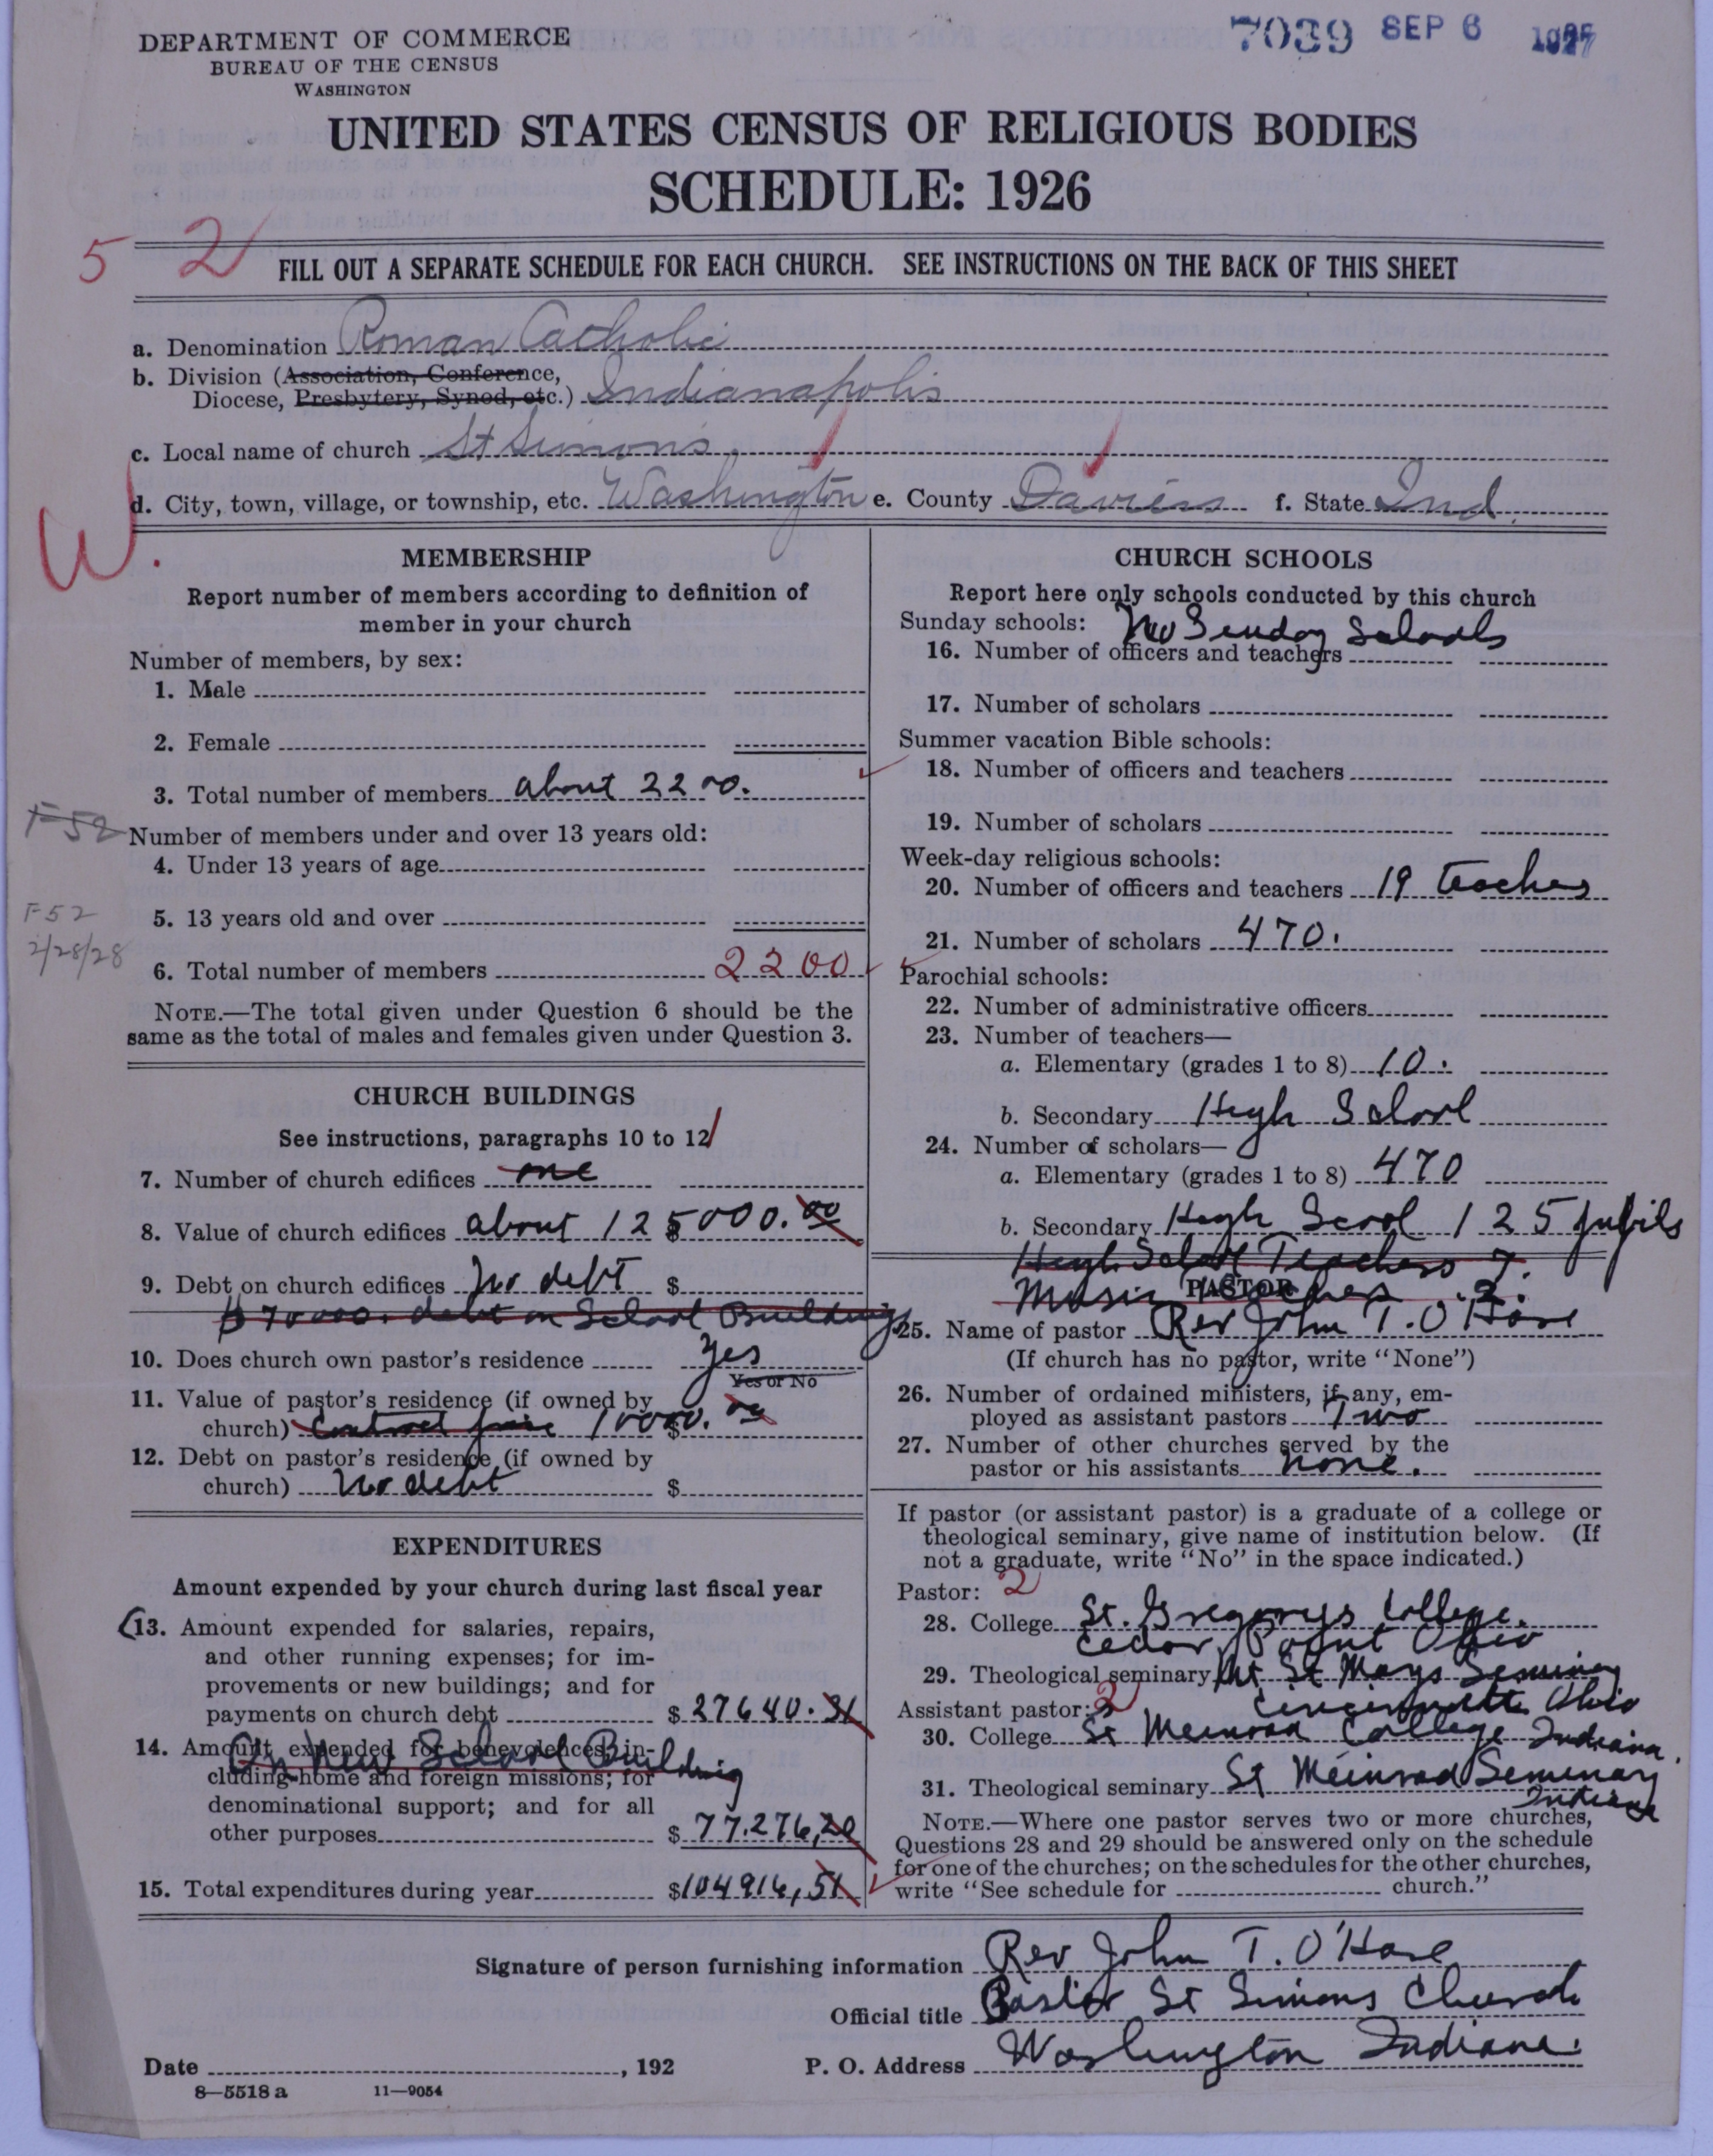 DEPARTMENT OF COMMERCE
BUREAU OF THE CENSUS
WASHINGTON
7039 SEP 6 1927
UNITED STATES CENSUS OF RELIGIOUS BODIES
SCHEDULE: 1926
5 2
FILL OUT A SEPARATE SCHEDULE FOR EACH CHURCH. SEE INSTRUCTIONS ON THE BACK OF THIS SHEET
a. Denomination Roman Catholic
b. Division (Association, Conference,
Diocese, Presbytery, Synod, etc.) Indianapolis
c. Local name of church St Simon's
d. City, town, village, or township, etc. Washington e. County Daviess f. State Ind.
W.
MEMBERSHIP
Report number of members according to definition of
member in your church
Number of members, by sex:
1. Male
2. Female
3. Total number of members about 2200.
F-52
Number of members under and over 13 years old:
4. Under 13 years of age
5. 13 years old and over
F52
2/28/28
6. Total number of members 2200
NOTE.—The total given under Question 6 should be the
same as the total of males and females given under Question 3.
CHURCH BUILDINGS
See instructions, paragraphs 10 to 12
7. Number of church edifices one
8. Value of church edifices about $125000.00
9. Debt on church edifices No debt $
$70000. debt on School Buildings
10. Does church own pastor's residence yes
Yes or No
11. Value of pastor's residence (if owned by
church) Contract price $10000.00
12. Debt on pastor's residence (if owned by
church) No debt $
EXPENDITURES
Amount expended by your church during last fiscal year
13. Amount expended for salaries, repairs,
and other running expenses; for im-
provements or new buildings; and for
payments on church debt $27640.31
14. Amount expended for benevolences, in-
On New School Building
cluding home and foreign missions; for
denominational support; and for all
other purposes $77.276,20
15. Total expenditures during year $104916,51
CHURCH SCHOOLS
Report here only schools conducted by this church
Sunday schools: No Sunday Schools
16. Number of officers and teachers
17. Number of scholars
Summer vacation Bible schools:
18. Number of officers and teachers
19. Number of scholars
Week-day religious schools:
20. Number of officers and teachers 19 teachers
21. Number of scholars 470.
Parochial schools:
22. Number of administrative officers
23. Number of teachers—
a. Elementary (grades 1 to 8) 10.
b. Secondary High School
24. Number of scholars—
a. Elementary (grades 1 to 8) 470
b. Secondary High Scool 125 pupils
High School Teachers 7.
Music Teachers 2.
PASTOR
25. Name of pastor Rev John T. O'Hare
(If church has no pastor, write "None")
26. Number of ordained ministers, if any, em-
ployed as assistant pastors Two
27. Number of other churches served by the
pastor or his assistants none.
If pastor (or assistant pastor) is a graduate of a college or
theological seminary, give name of institution below. (If
not a graduate, write "No" in the space indicated.)
Pastor: 2
28. College St. Gregorys College.
Cedar Point Ohio
29. Theological seminary Mt St Marys Seminary
Cincinnati Ohio
Assistant pastor: 2
30. College St Meinrad College Indiana.
31. Theological seminary St Meinrad Seminary
Indiana
NOTE.—Where one pastor serves two or more churches,
Questions 28 and 29 should be answered only on the schedule
for one of the churches; on the schedules for the other churches,
write "See schedule for church."
Signature of person furnishing information Rev John T. O'Hare
Official title Pastor St Simons Church
Date , 192 P. O. Address Washington Indiana.
8—5518 a 11—9054